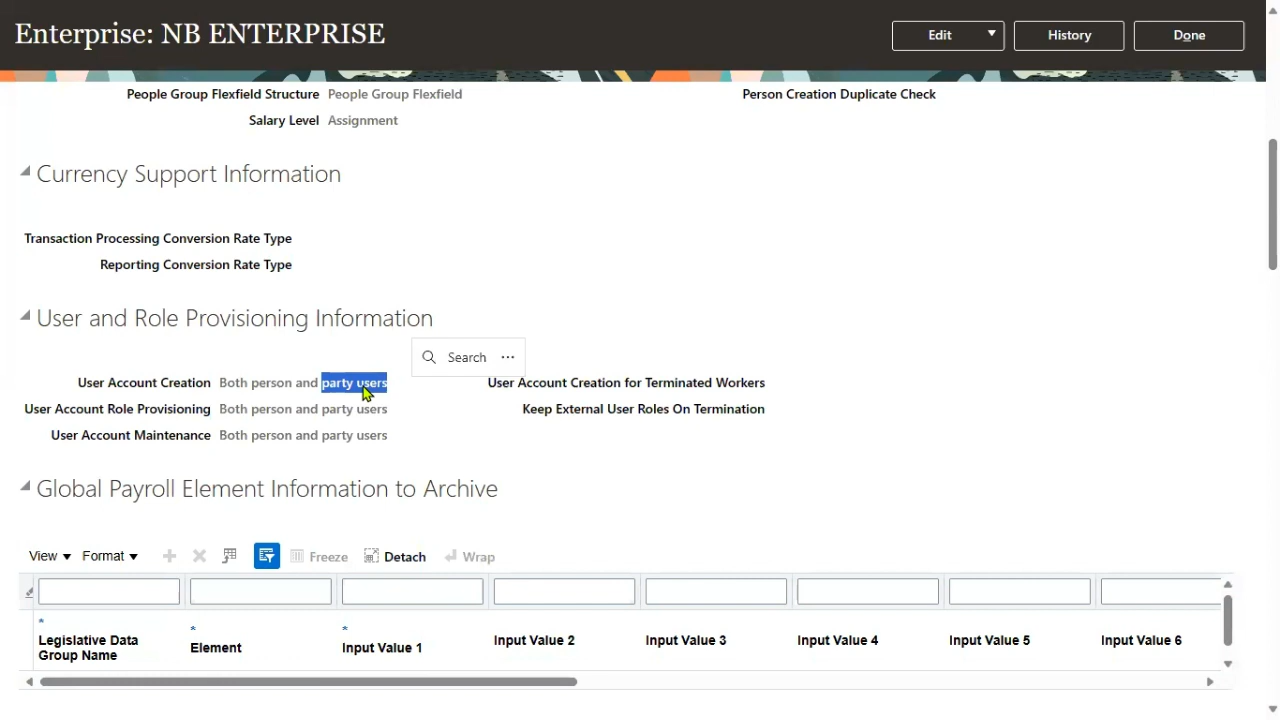 Enterprise: NB ENTERPRISE
Edit
History
Done
People Group Flexfield Structure People Group Flexfield
Person Creation Duplicate Check
Salary Level Assignment
Currency Support Information
Transaction Processing Conversion Rate Type
Reporting Conversion Rate Type
User and Role Provisioning Information
Search ...
User Account Creation Both person and party users
User Account Creation for Terminated Workers
User Account Role Provisioning Both person and party users
Keep External User Roles On Termination
User Account Maintenance Both person and party users
Global Payroll Element Information to Archive
View Format Freeze Detach Wrap
* Legislative Data Group Name
* Element
* Input Value 1
Input Value 2
Input Value 3
Input Value 4
Input Value 5
Input Value 6